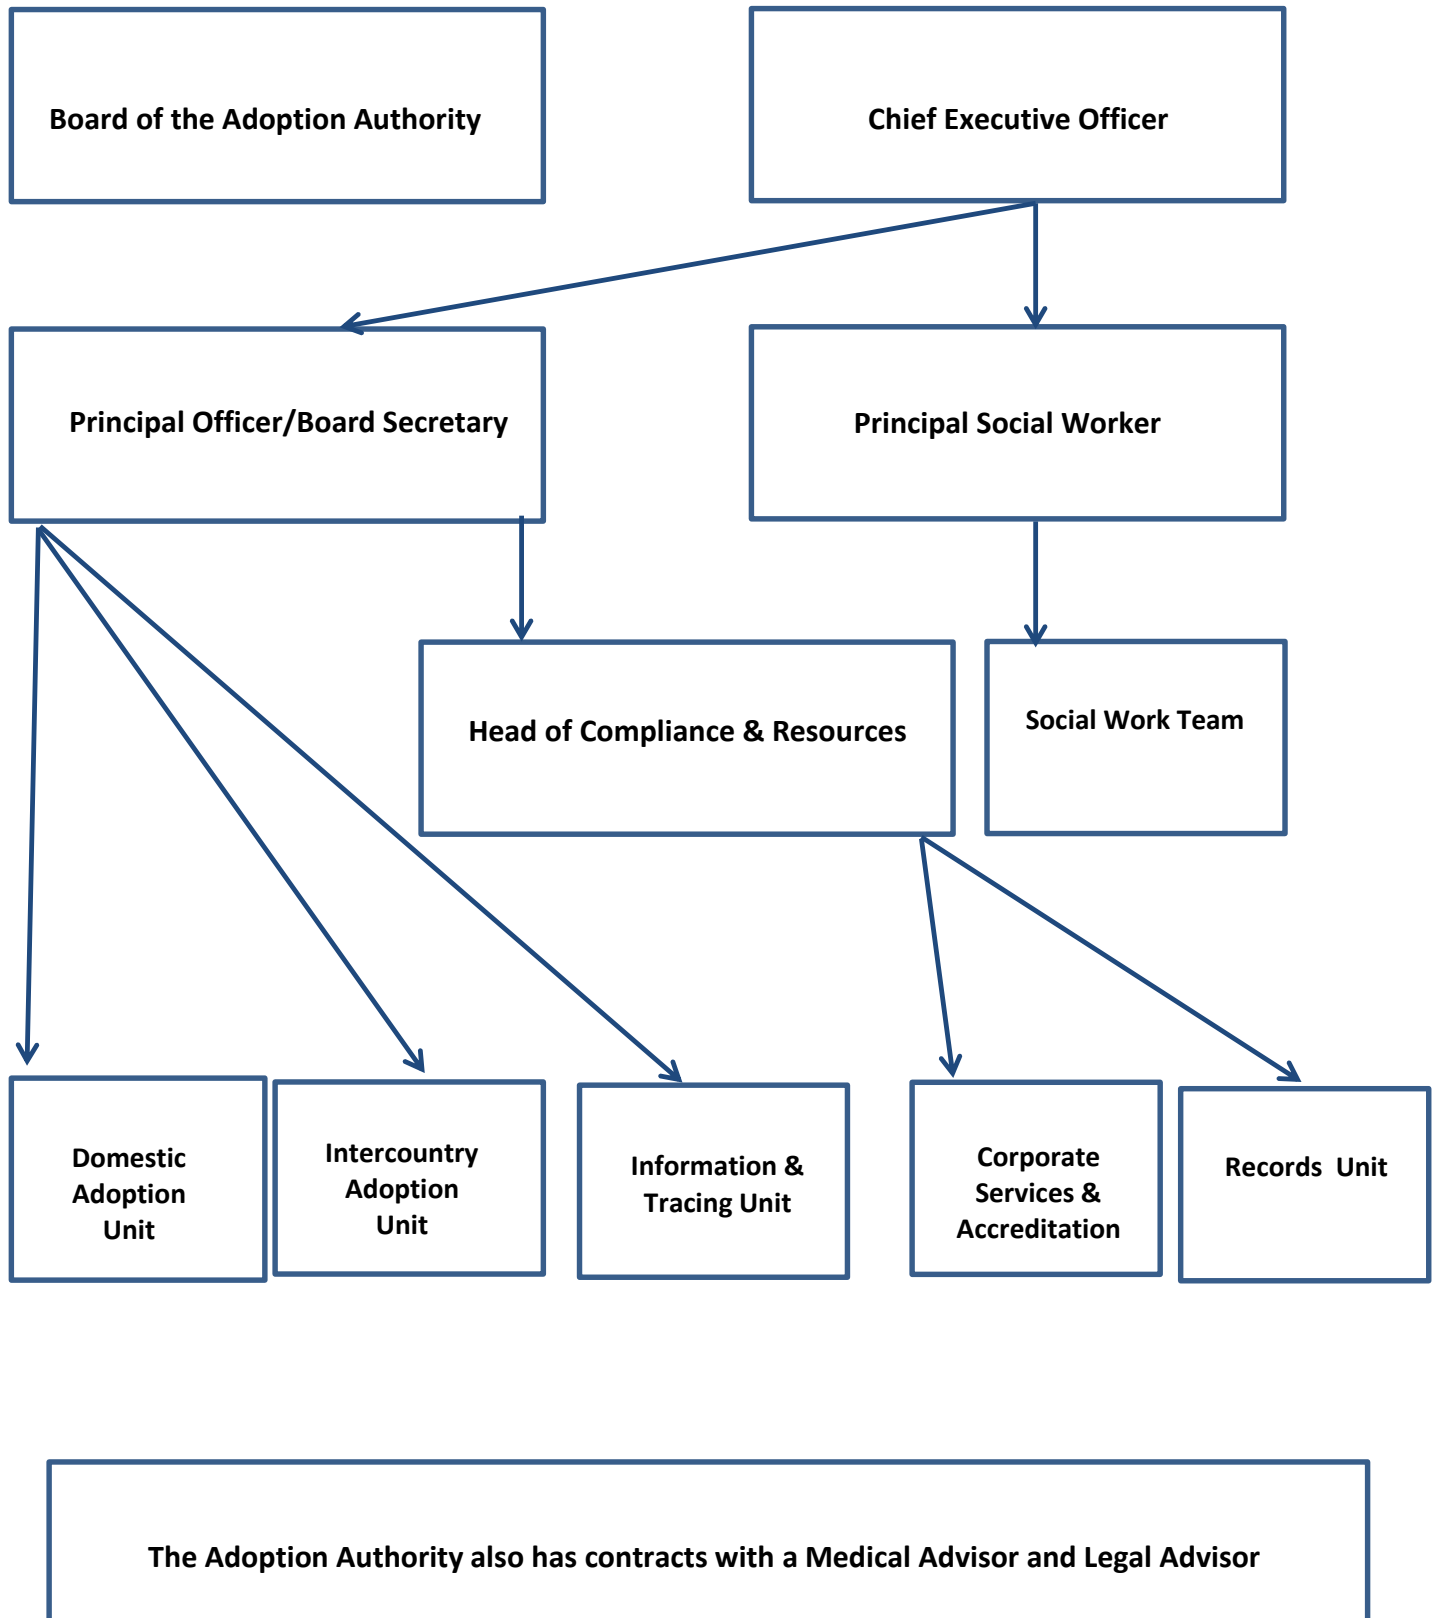 Board of the Adoption Authority
Chief Executive Officer
Principal Officer/Board Secretary
Principal Social Worker
Head of Compliance & Resources
Social Work Team
Domestic
Adoption
Unit
Intercountry
Adoption
Unit
Information &
Tracing Unit
Corporate
Services &
Accreditation
Records  Unit
The Adoption Authority also has contracts with a Medical Advisor and Legal Advisor